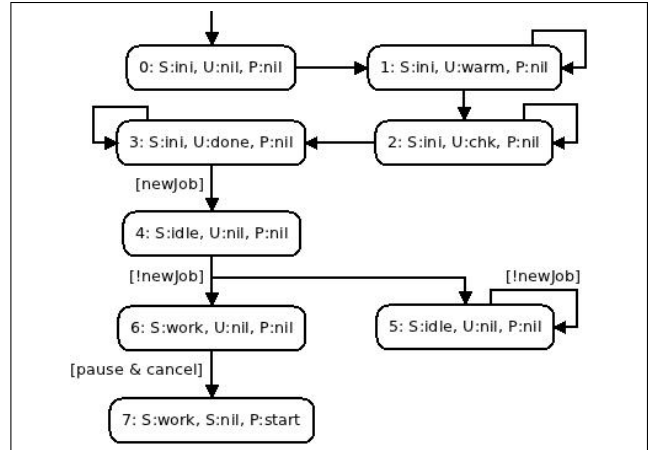 0: S:ini, U:nil, P:nil
1: S:ini, U:warm, P:nil
3: S:ini, U:done, P:nil
2: S:ini, U:chk, P:nil
[newJob]
4: S:idle, U:nil, P:nil
[!newJob]
[!newJob]
6: S:work, U:nil, P:nil
5: S:idle, U:nil, P:nil
[pause & cancel]
7: S:work, S:nil, P:start